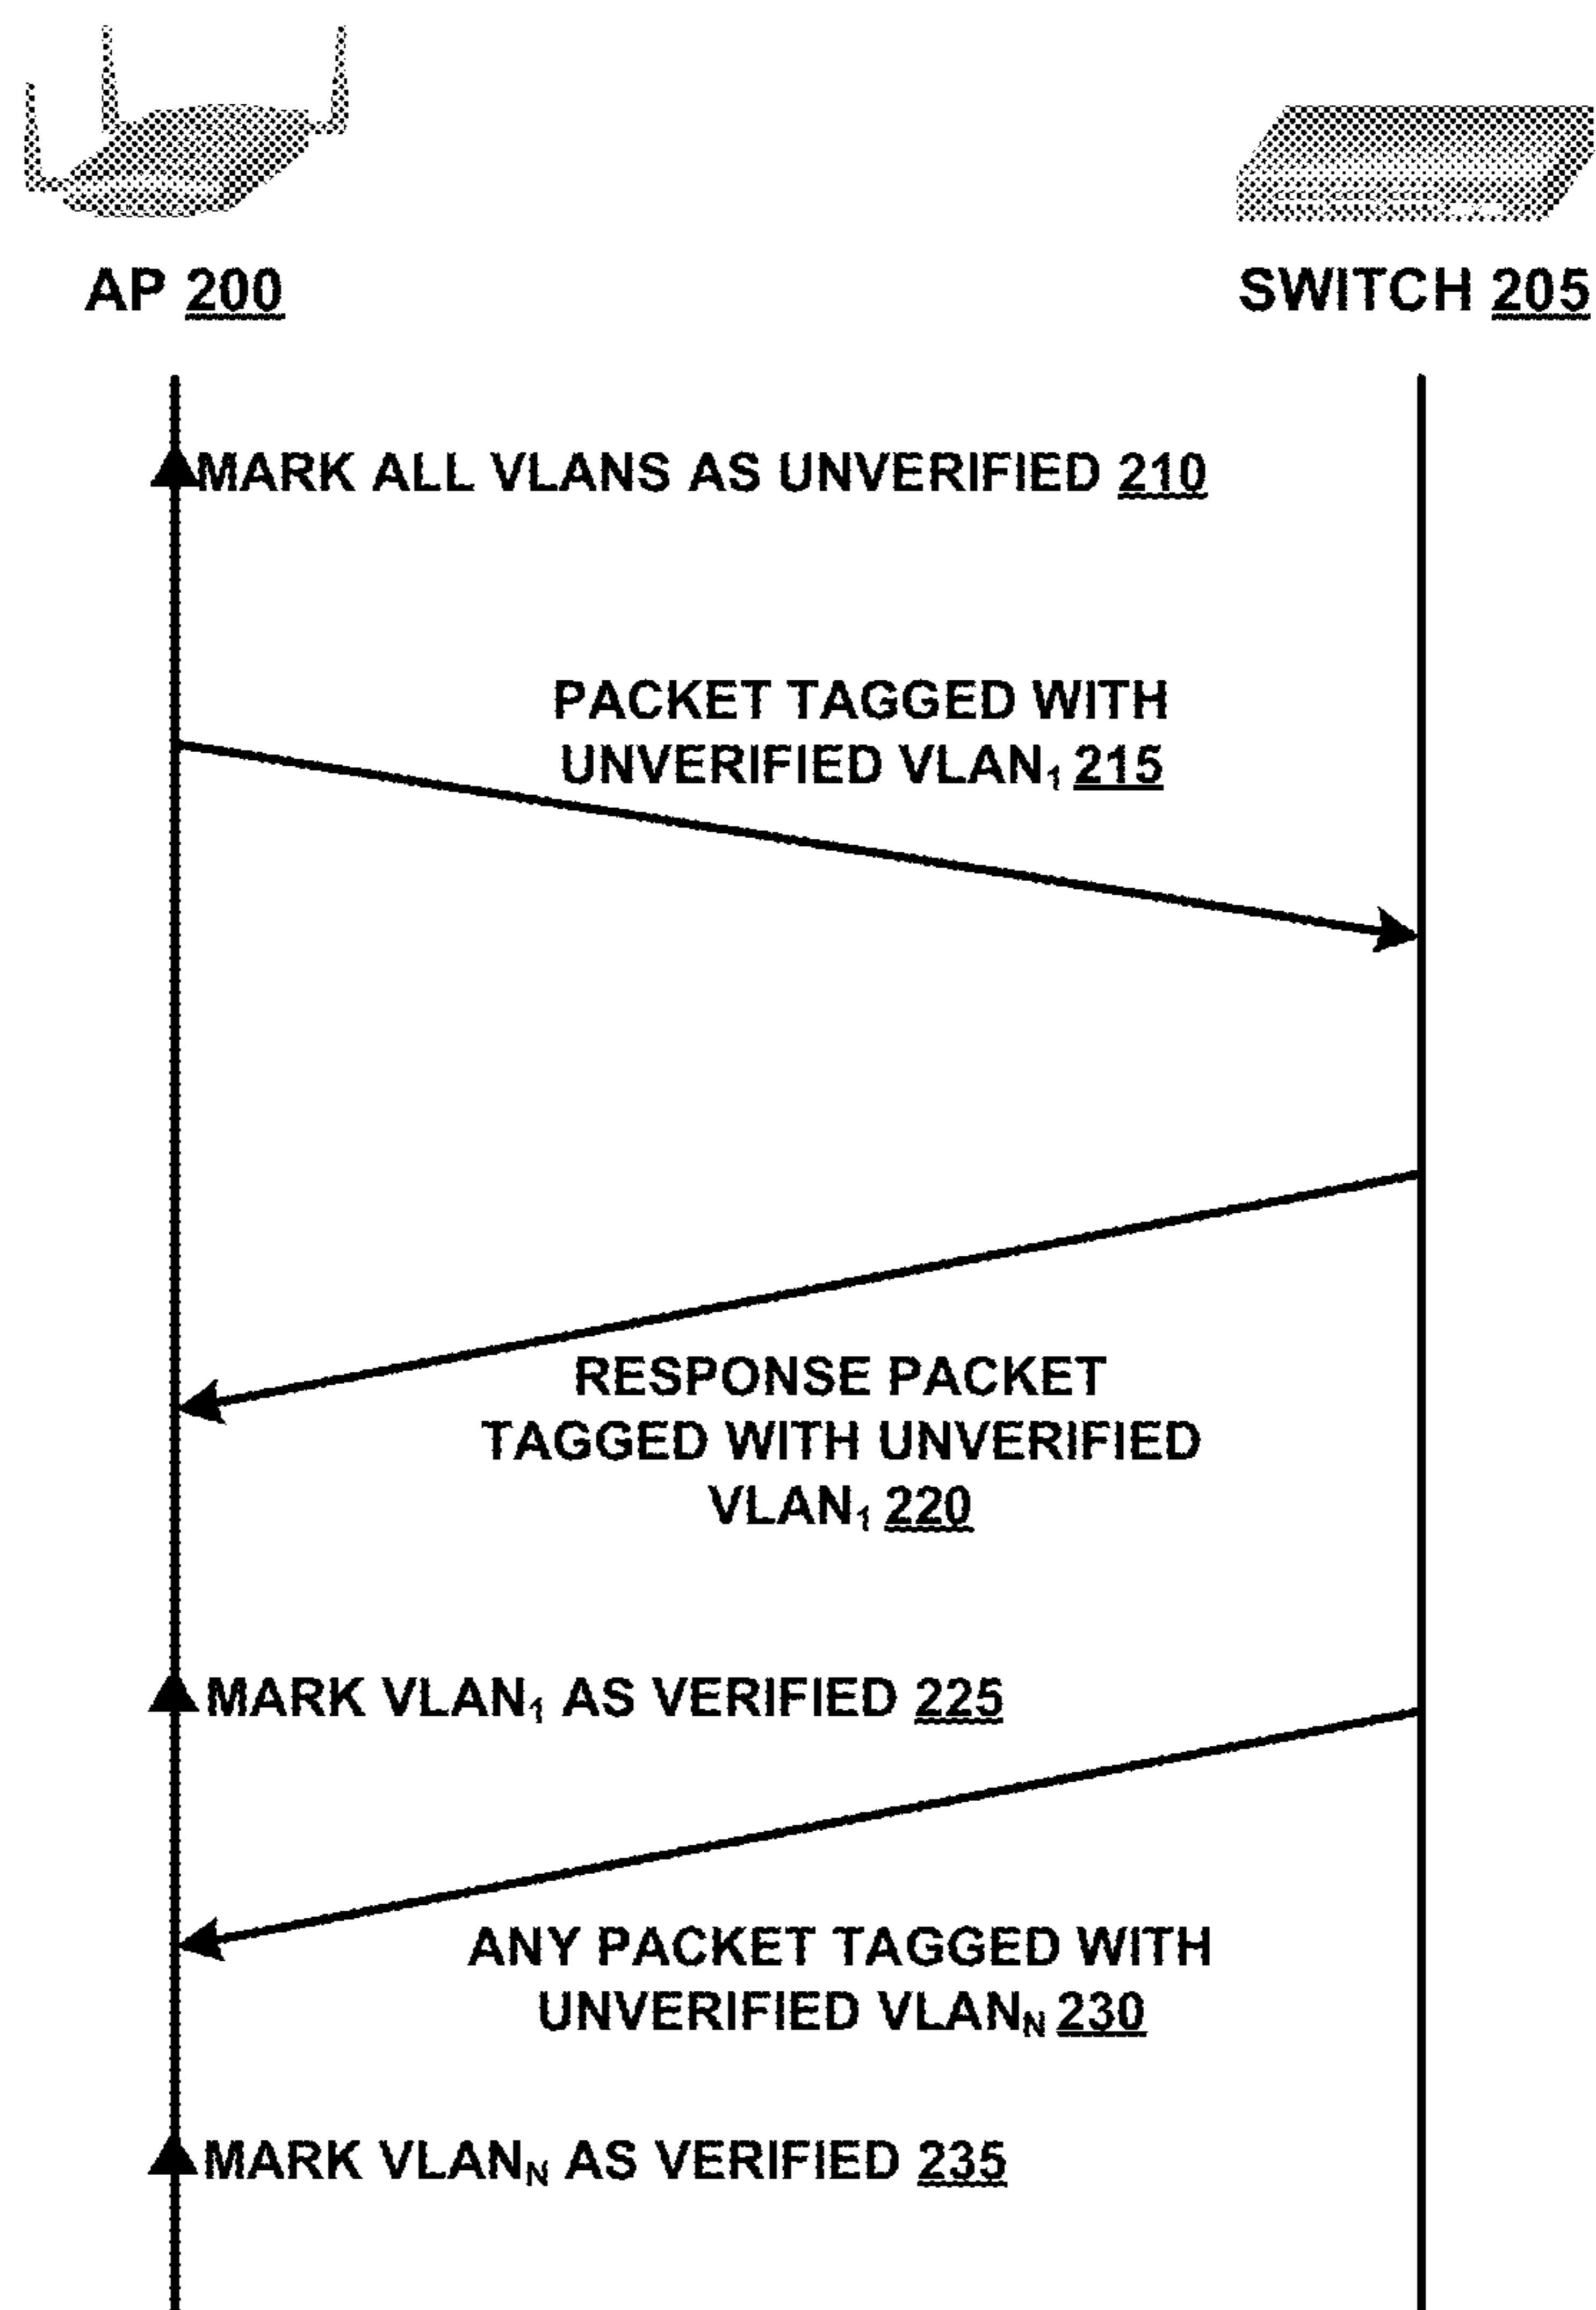 AP 200
SWITCH 205
MARK ALL VLANS AS UNVERIFIED 210
PACKET TAGGED WITH
UNVERIFIED VLAN₁ 215
RESPONSE PACKET
TAGGED WITH UNVERIFIED
VLAN₁ 220
MARK VLAN₁ AS VERIFIED 225
ANY PACKET TAGGED WITH
UNVERIFIED VLANN 230
MARK VLANN AS VERIFIED 235